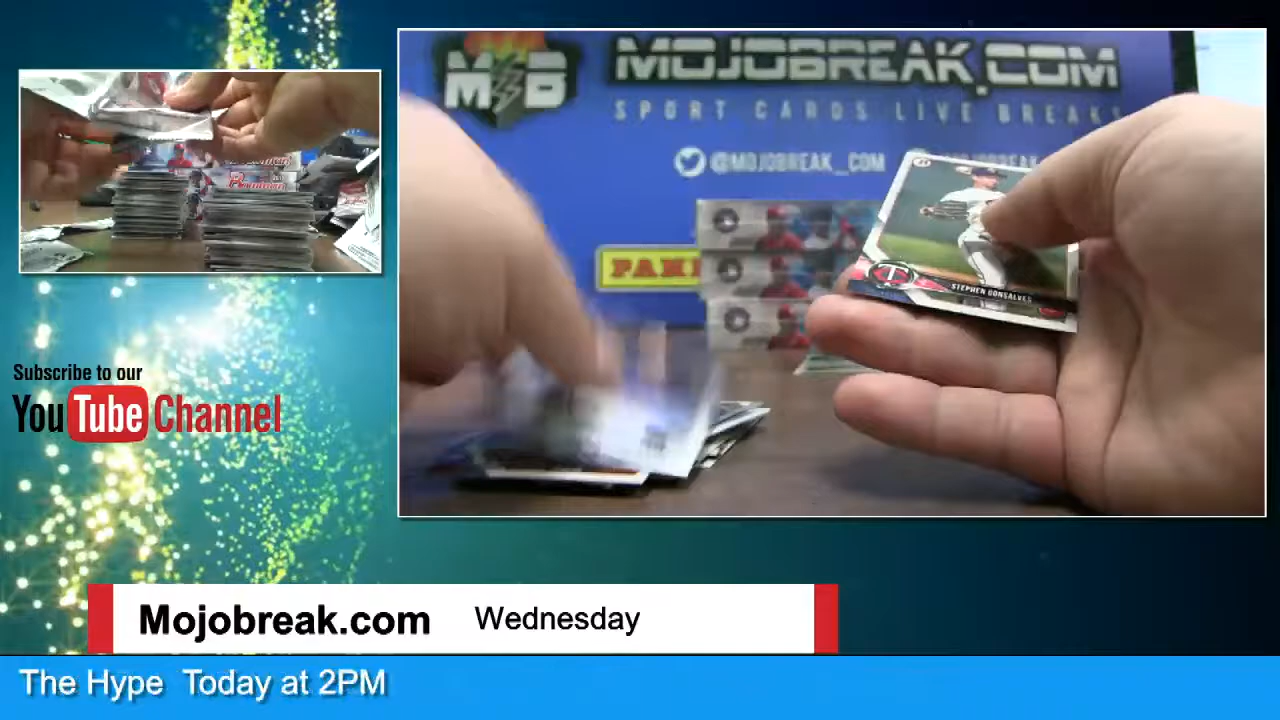 M B
MOJOBREAK.COM
SPORT CARDS LIVE BREAKS
@MOJOBREAK_COM
PANI
T
STEPHEN GONSALVES
Bowman
Subscribe to our
YouTube Channel
Mojobreak.com Wednesday
The Hype Today at 2PM